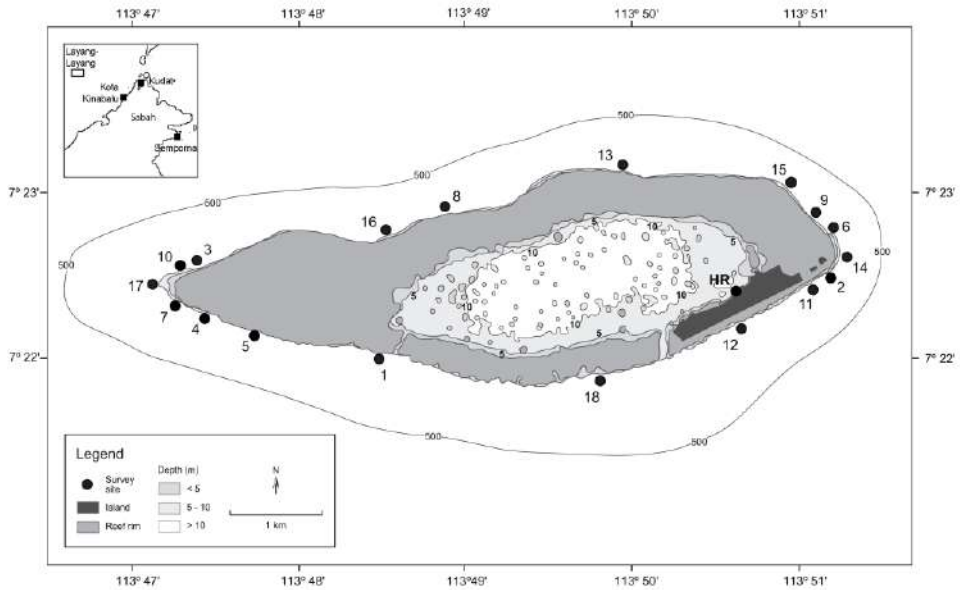 113° 47' 113° 48' 113° 49' 113° 50' 113° 51'
Layang-
Layang
Kudat
Kota
Kinabalu
Sabah
Semporna
500
13
15
7° 23' 7° 23'
500
8
9
500
16
6
5
10
5
3
10
10
14
500
500
17
HR
2
5
10
10
11
7
4
10
5
12
5
5
7° 22' 1 7° 22'
18
500
500
Legend
Survey
site
Island
Reef rim
Depth (m)
< 5
5 - 10
> 10
N
1 km
113° 47' 113° 48' 113° 49' 113° 50' 113° 51'